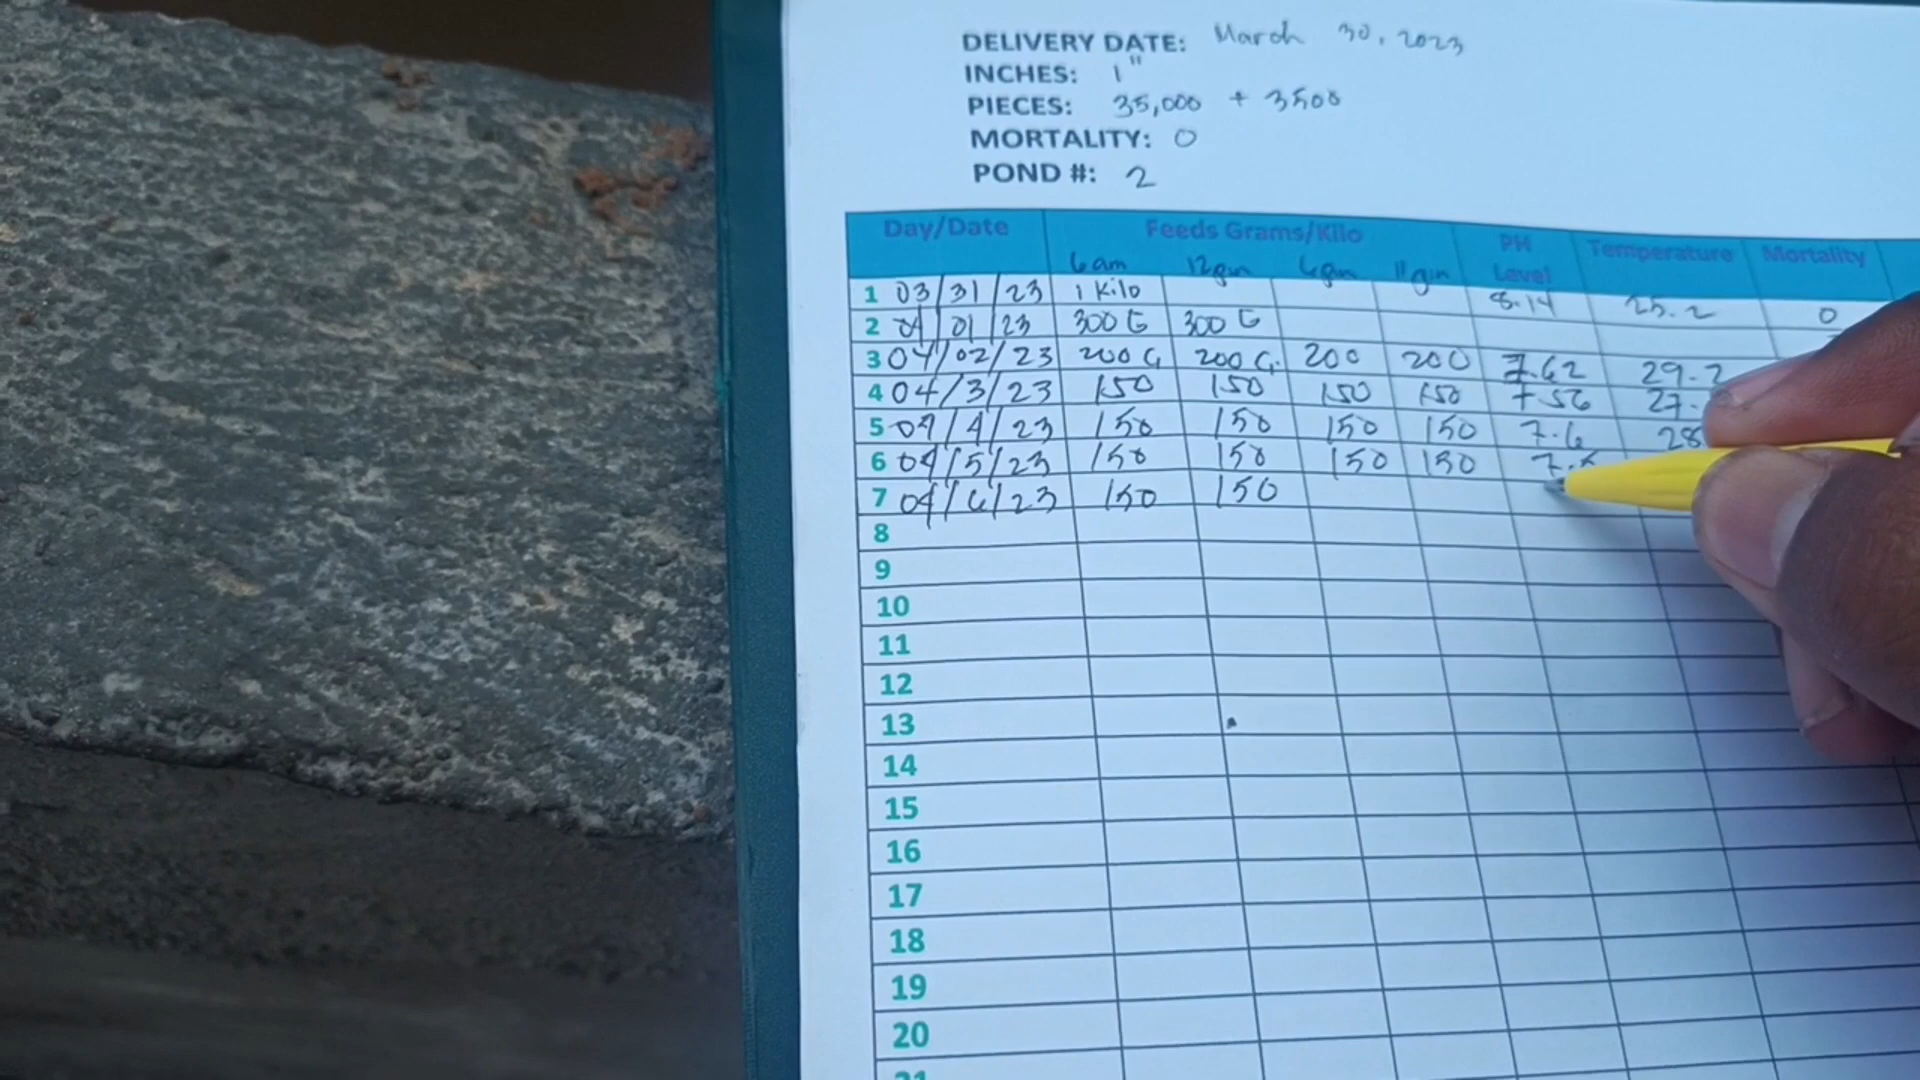 DELIVERY DATE: March 30, 2023
INCHES: 1"
PIECES: 35,000 + 3500
MORTALITY: 0
POND #: 2
Day/Date Feeds Grams/Kilo PH Level Temperature Mortality
6am 12pm 6pm 11pm
1 03/31/23 1 Kilo 8.14 25.2 0
2 04/01/23 300 G 300 G
3 04/02/23 200 G 200 G. 200 200 7.62 29.2
4 04/3/23 150 150 150 150 7.56 27.
5 04/4/23 150 150 150 150 7.6 28
6 04/5/23 150 150 150 150
7 04/6/23 150 150
8
9
10
11
12
13
14
15
16
17
18
19
20